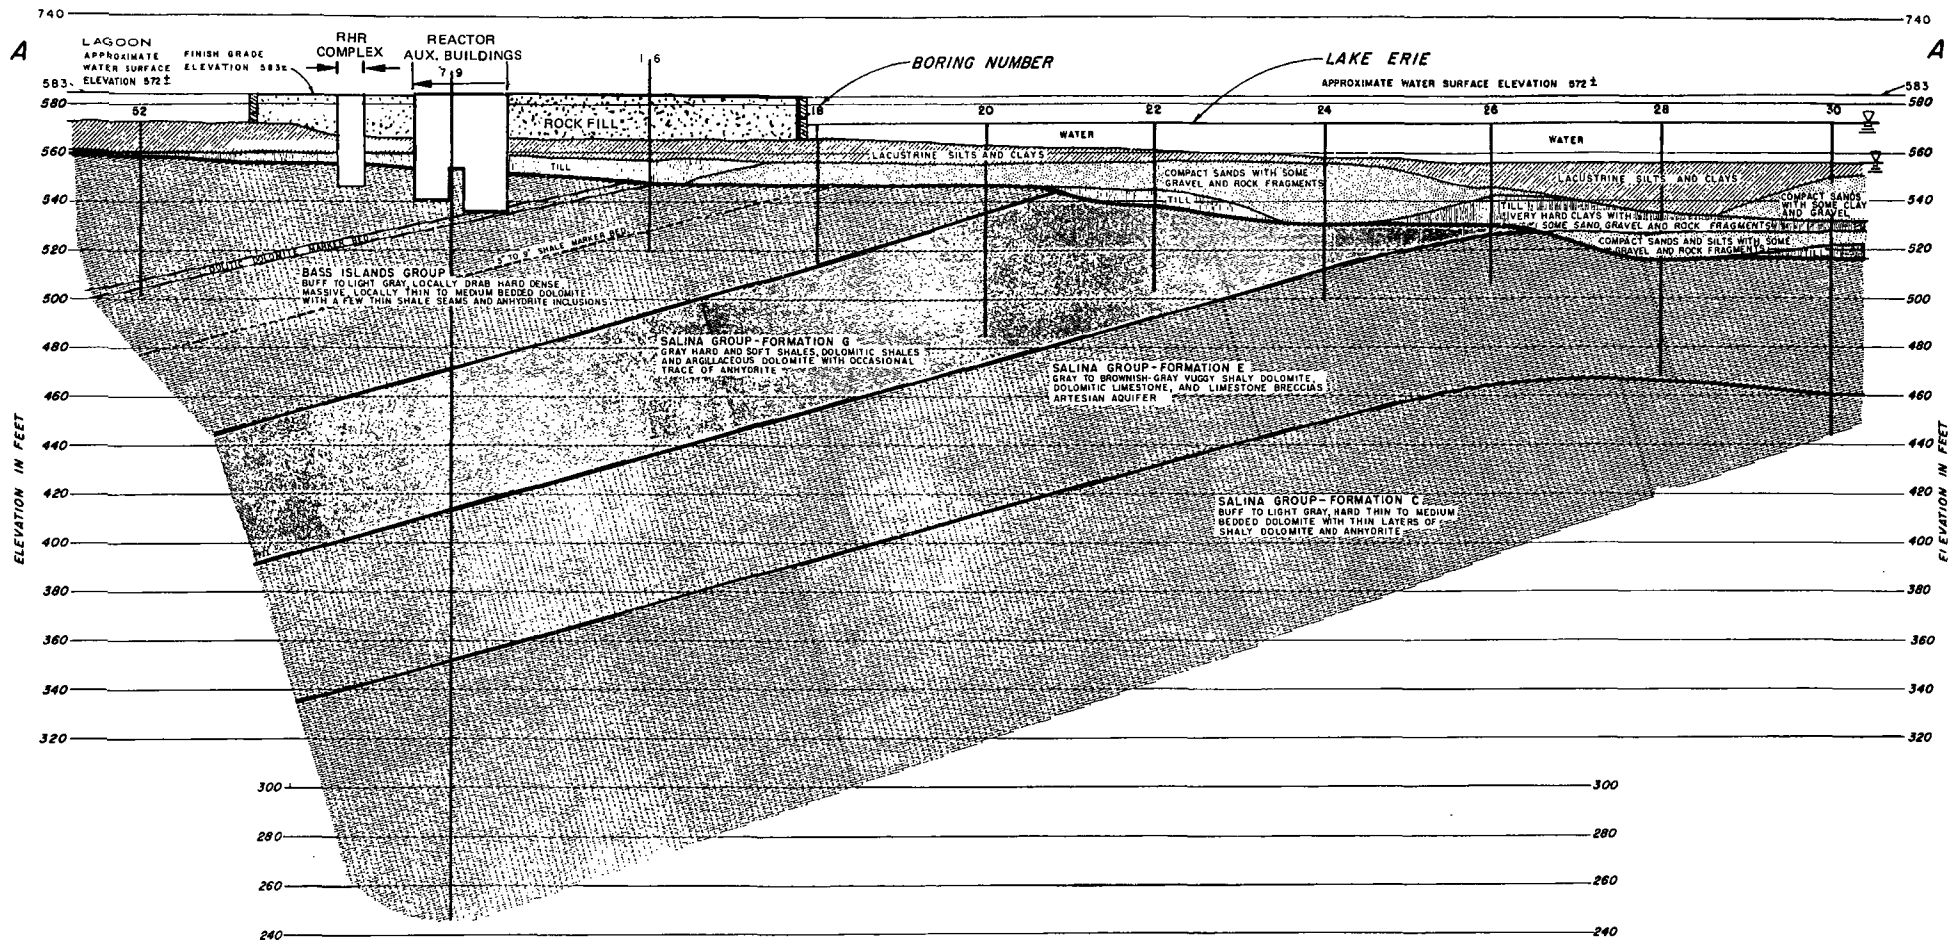 740
740
A
A
LAGOON
APPROXIMATE
WATER SURFACE
ELEVATION 572±
FINISH GRADE
ELEVATION 583±
RHR
COMPLEX
REACTOR
AUX. BUILDINGS
79
16
BORING NUMBER
LAKE ERIE
APPROXIMATE WATER SURFACE ELEVATION 572±
583
583
580
580
52
18
20
22
24
26
28
30
ROCK FILL
WATER
WATER
560
560
TILL
LACUSTRINE SILTS AND CLAYS
COMPACT SANDS WITH SOME
GRAVEL AND ROCK FRAGMENTS
LACUSTRINE SILTS AND CLAYS
COMPACT SANDS
WITH SOME CLAY
AND GRAVEL
540
540
TILL
TILL
VERY HARD CLAYS WITH
SOME SAND, GRAVEL AND ROCK FRAGMENTS
COMPACT SANDS AND SILTS WITH SOME
GRAVEL AND ROCK FRAGMENTS
TILL
520
520
OOLITIC DOLOMITE MARKER BED
SHALE MARKER BED
BASS ISLANDS GROUP
BUFF TO LIGHT GRAY, LOCALLY DRAB HARD DENSE
MASSIVE, LOCALLY THIN TO MEDIUM BEDDED DOLOMITE
WITH A FEW THIN SHALE SEAMS AND ANHYDRITE INCLUSIONS
500
500
SALINA GROUP-FORMATION G
GRAY HARD AND SOFT SHALES, DOLOMITIC SHALES
AND ARGILLACEOUS DOLOMITE WITH OCCASIONAL
TRACE OF ANHYDRITE
480
480
SALINA GROUP-FORMATION E
GRAY TO BROWNISH-GRAY VUGGY SHALY DOLOMITE,
DOLOMITIC LIMESTONE, AND LIMESTONE BRECCIAS
ARTESIAN AQUIFER
460
460
440
440
ELEVATION IN FEET
ELEVATION IN FEET
420
420
SALINA GROUP-FORMATION C
BUFF TO LIGHT GRAY, HARD THIN TO MEDIUM
BEDDED DOLOMITE WITH THIN LAYERS OF
SHALY DOLOMITE AND ANHYDRITE
400
400
380
380
360
360
340
340
320
320
300
300
280
280
260
260
240
240